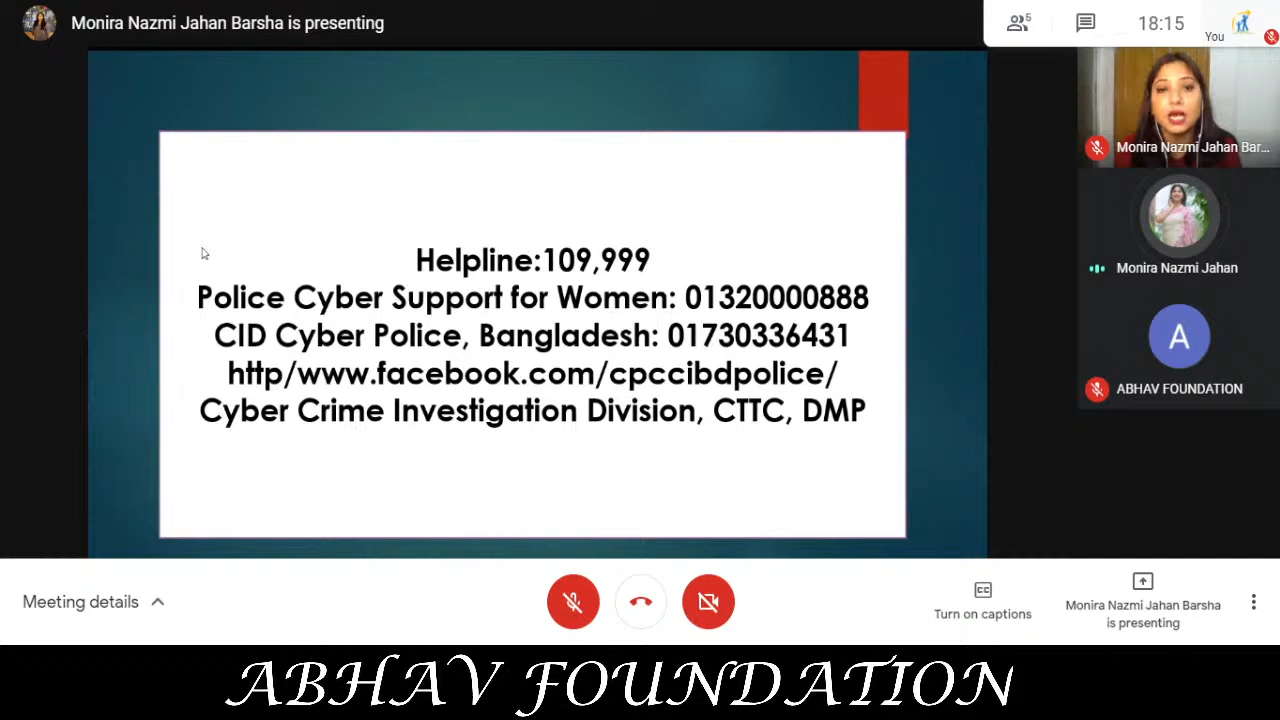 Monira Nazmi Jahan Barsha is presenting
5
18:15
You
Monira Nazmi Jahan Bar...
Monira Nazmi Jahan
A
ABHAV FOUNDATION
Helpline:109,999
Police Cyber Support for Women: 01320000888
CID Cyber Police, Bangladesh: 01730336431
http/www.facebook.com/cpccibdpolice/
Cyber Crime Investigation Division, CTTC, DMP
Meeting details
CC
Turn on captions
Monira Nazmi Jahan Barsha
is presenting
ABHAV FOUNDATION